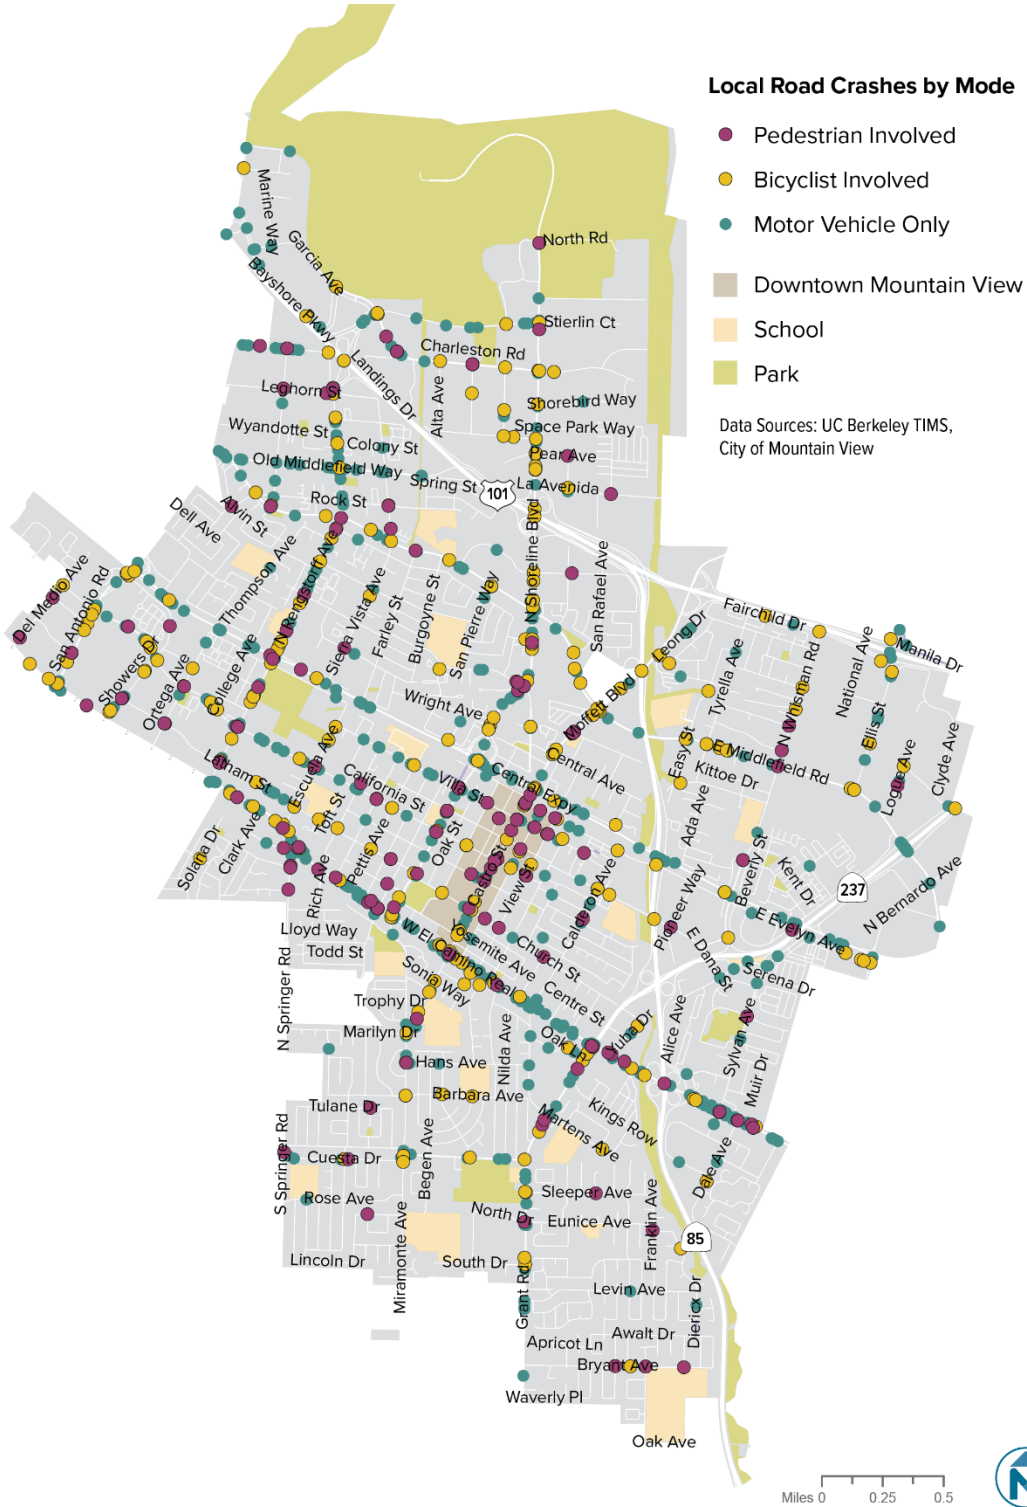 Local Road Crashes by Mode
Pedestrian Involved
Bicyclist Involved
Motor Vehicle Only
Downtown Mountain View
School
Park
Data Sources: UC Berkeley TIMS,
City of Mountain View
Marine Way
Garcia Ave
North Rd
Bayshore Pkwy
Stierlin Ct
Charleston Rd
Landings Dr
Leghorn St
Alta Ave
Shorebird Way
Wyandotte St
Space Park Way
Colony St
Pear Ave
Old Middlefield Way
Spring St
101
La Avenida
Rock St
Alvin St
Dell Ave
N Shoreline Blvd
Thompson Ave
N Rengstorff Ave
San Rafael Ave
Del Medio Ave
San Antonio Rd
Sierra Vista Ave
Farley St
Burgoyne St
San Pierre Way
Fairchild Dr
Leong Dr
Manila Dr
Showers Dr
Ortega Ave
College Ave
Tyrella Ave
N Whisman Rd
National Ave
Wright Ave
Moffett Blvd
Ellis St
Easy St
E Middlefield Rd
Logue Ave
Clyde Ave
Central Ave
Kittoe Dr
Latham St
Escuela Ave
California St
Villa St
Central Expy
Toft St
Ada Ave
Solana Dr
Clark Ave
Pettis Ave
Oak St
Castro St
View St
Beverly St
Kent Dr
237
N Bernardo Ave
Rich Ave
Calderon Ave
Pioneer Way
E Evelyn Ave
Lloyd Way
Todd St
W El Camino Real
Yosemite Ave
Church St
E Dana St
Serena Dr
N Springer Rd
Sonia Way
Centre St
Trophy Dr
Marilyn Dr
Oak Ln
Yuba Dr
Alice Ave
Sylvan Ave
Muir Dr
Hans Ave
Nilda Ave
Barbara Ave
Tulane Dr
Kings Row
Martens Ave
S Springer Rd
Cuesta Dr
Begen Ave
Dale Ave
Rose Ave
Sleeper Ave
North Dr
Eunice Ave
Franklin Ave
85
Miramonte Ave
Lincoln Dr
South Dr
Grant Rd
Levin Ave
Diericx Dr
Awalt Dr
Apricot Ln
Bryant Ave
Waverly Pl
Oak Ave
Miles 0 0.25 0.5
N